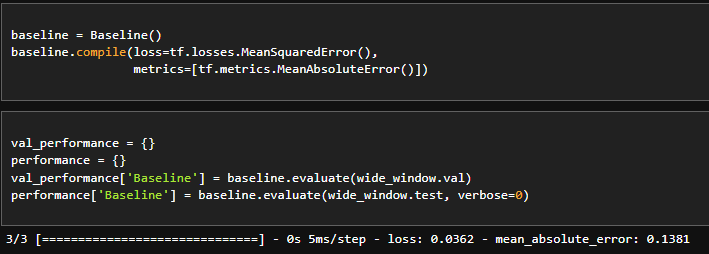 baseline = Baseline()
baseline.compile(loss=tf.losses.MeanSquaredError(),
                 metrics=[tf.metrics.MeanAbsoluteError()])
val_performance = {}
performance = {}
val_performance['Baseline'] = baseline.evaluate(wide_window.val)
performance['Baseline'] = baseline.evaluate(wide_window.test, verbose=0)
3/3 [==============================] - 0s 5ms/step - loss: 0.0362 - mean_absolute_error: 0.1381